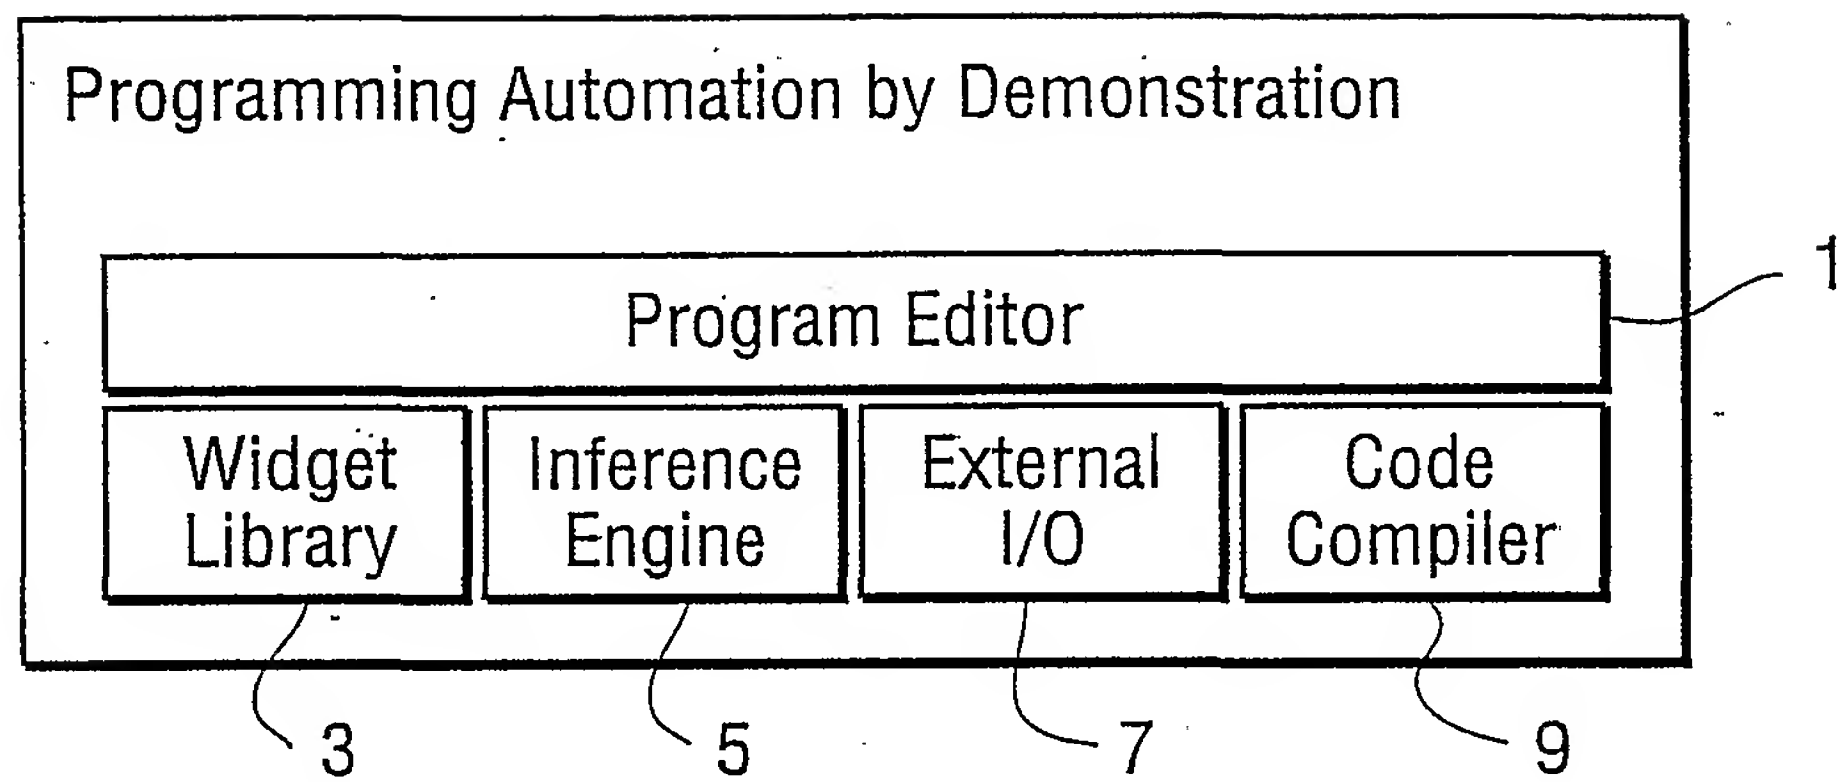 Programming Automation by Demonstration
1
Program Editor
Widget
Library
Inference
Engine
External
I/O
Code
Compiler
3
5
7
9